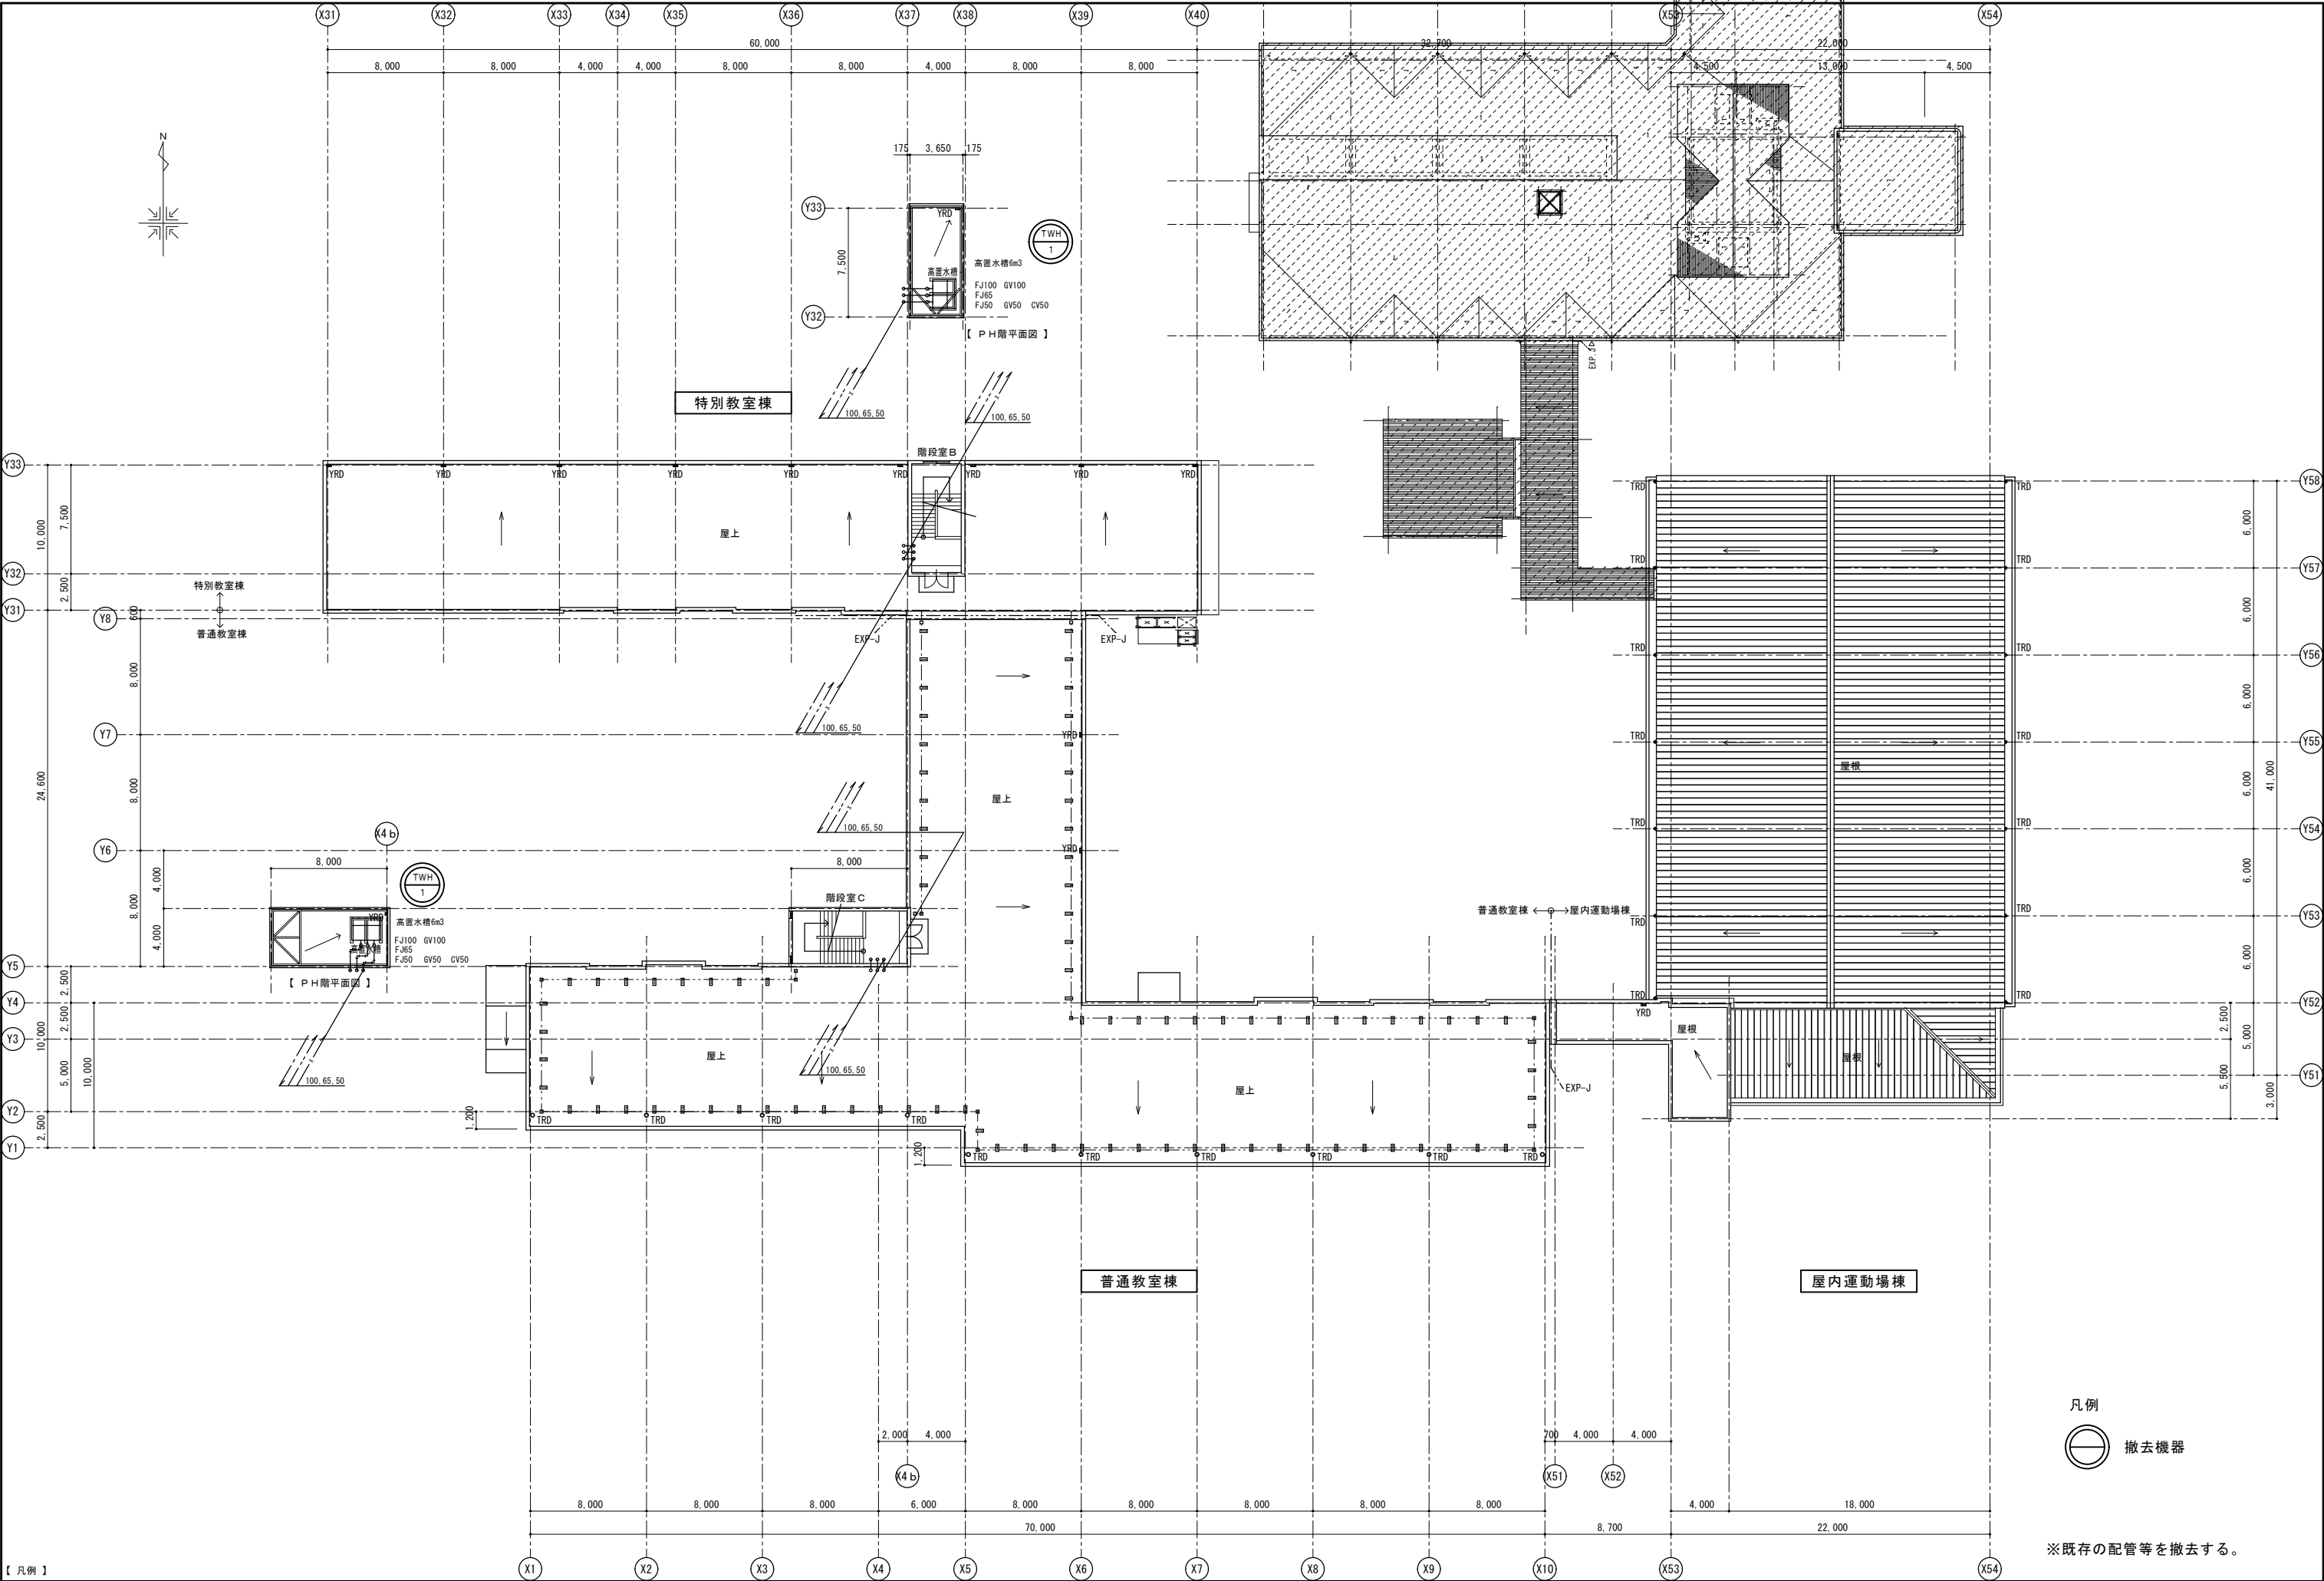 X31 X32 X33 X34 X35 X36 X37 X38 X39 X40 X53 X54
60,000 32,700 22,000
8,000 8,000 4,000 4,000 8,000 8,000 4,000 8,000 8,000 4,500 13,000 4,500
N
175 3,650 175
Y33
YRD
TWH
1
7,500
高置水槽
高置水槽6m3
FJ100 GV100
FJ65
FJ50 GV50 CV50
Y32
【 PH階平面図 】
EXP.J
特別教室棟
100,65,50
100,65,50
階段室B
Y33
YRD YRD YRD YRD YRD YRD YRD YRD YRD
10,000
7,500
屋上
Y32
2,500
特別教室棟
普通教室棟
Y31
Y8
600
EXP-J EXP-J
8,000
100,65,50
Y7
YRD
24,600
8,000
屋上
100,65,50
Y6
YRD
X4b
8,000
8,000
TWH
1
4,000
8,000
4,000
YRD
高置水槽
高置水槽6m3
FJ100 GV100
FJ65
FJ50 GV50 CV50
【 PH階平面図 】
階段室C
Y5
2,500
Y4
2,500
10,000
Y3
5,000
10,000
Y2
2,500
Y1
100,65,50
100,65,50
屋上
屋上
1,200
1,200
TRD TRD TRD TRD
TRD TRD TRD TRD TRD TRD
普通教室棟
屋内運動場棟
EXP-J
YRD
屋根
屋根
屋根
TRD TRD
TRD TRD
TRD TRD
TRD TRD
TRD TRD
TRD TRD
TRD TRD
Y58
6,000
Y57
6,000
Y56
6,000
Y55
6,000
41,000
Y54
6,000
Y53
6,000
Y52
2,500
5,000
Y51
5,500
3,000
普通教室棟
屋内運動場棟
凡例
撤去機器
2,000 4,000 700 4,000 4,000
X4b X51 X52
8,000 8,000 8,000 6,000 8,000 8,000 8,000 8,000 8,000 4,000 18,000
70,000 8,700 22,000
※既存の配管等を撤去する。
X1 X2 X3 X4 X5 X6 X7 X8 X9 X10 X53 X54
【 凡例 】